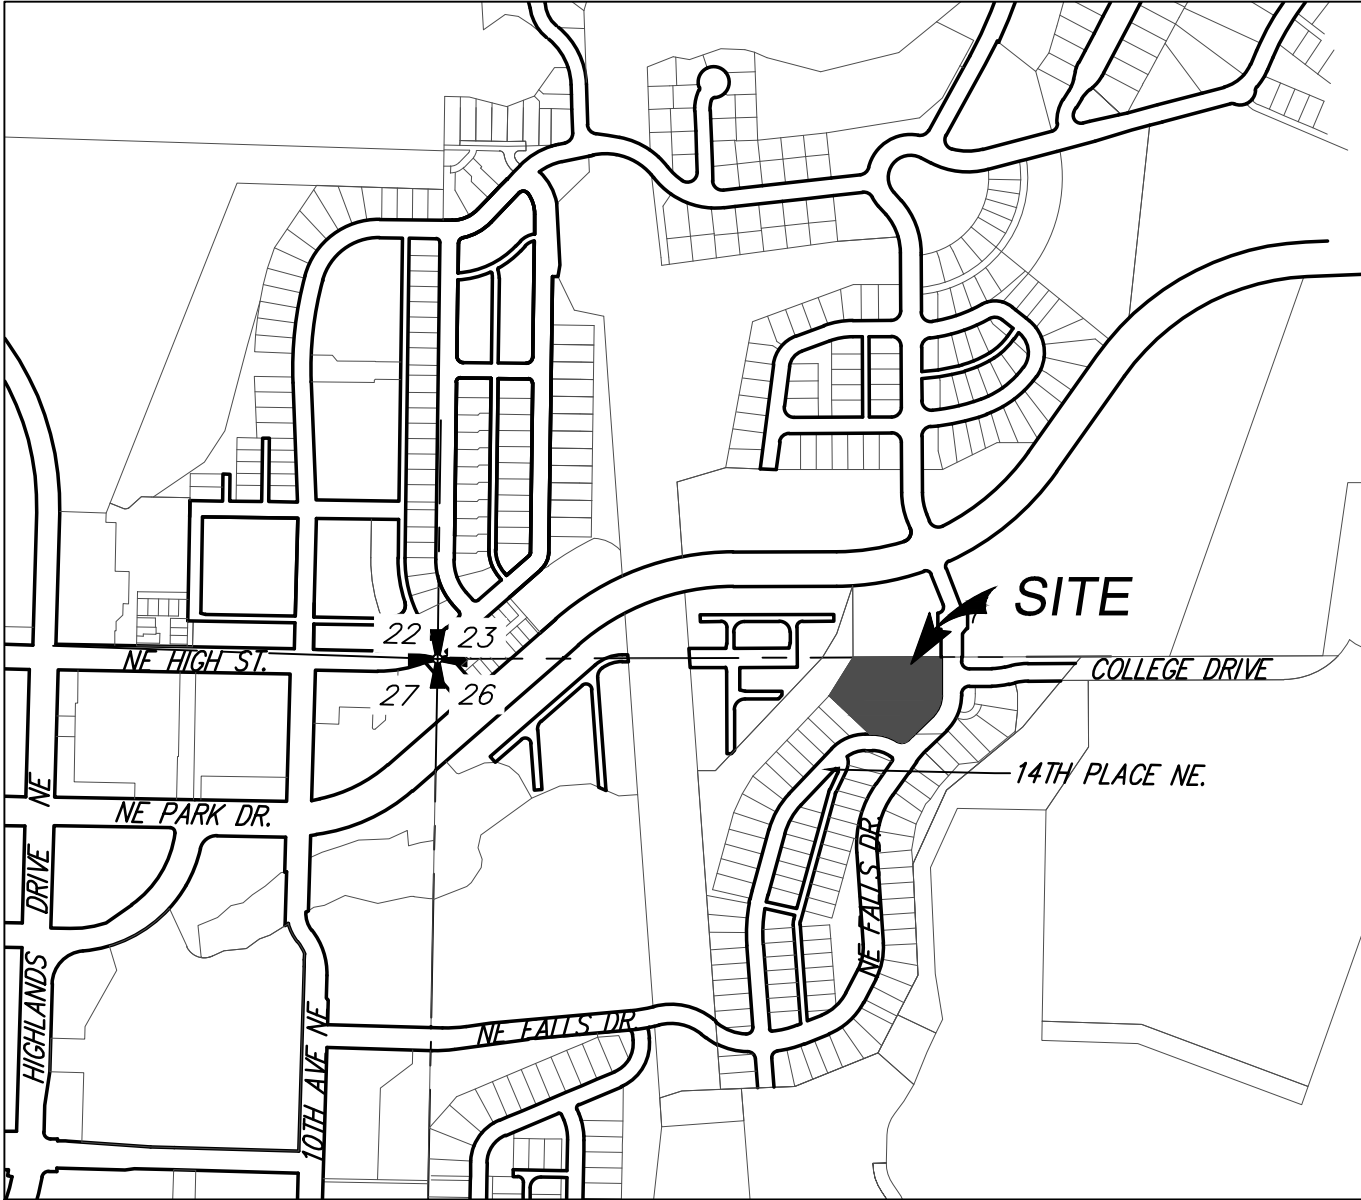 SITE
22 23
NE HIGH ST.
COLLEGE DRIVE
27 26
14TH PLACE NE.
NE PARK DR.
HIGHLANDS DRIVE NE
NE FALLS DR.
10TH AVE NE
NE FALLS DR.